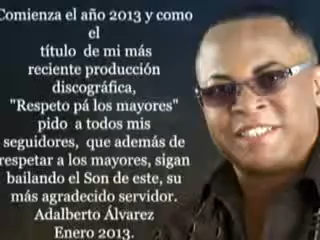 Comienza el año 2013 y como
el
título de mi más
reciente producción
discográfica,
"Respeto pá los mayores"
pido a todos mis
seguidores, que además de
respetar a los mayores, sigan
bailando el Son de este, su
más agradecido servidor.
Adalberto Álvarez
Enero 2013.